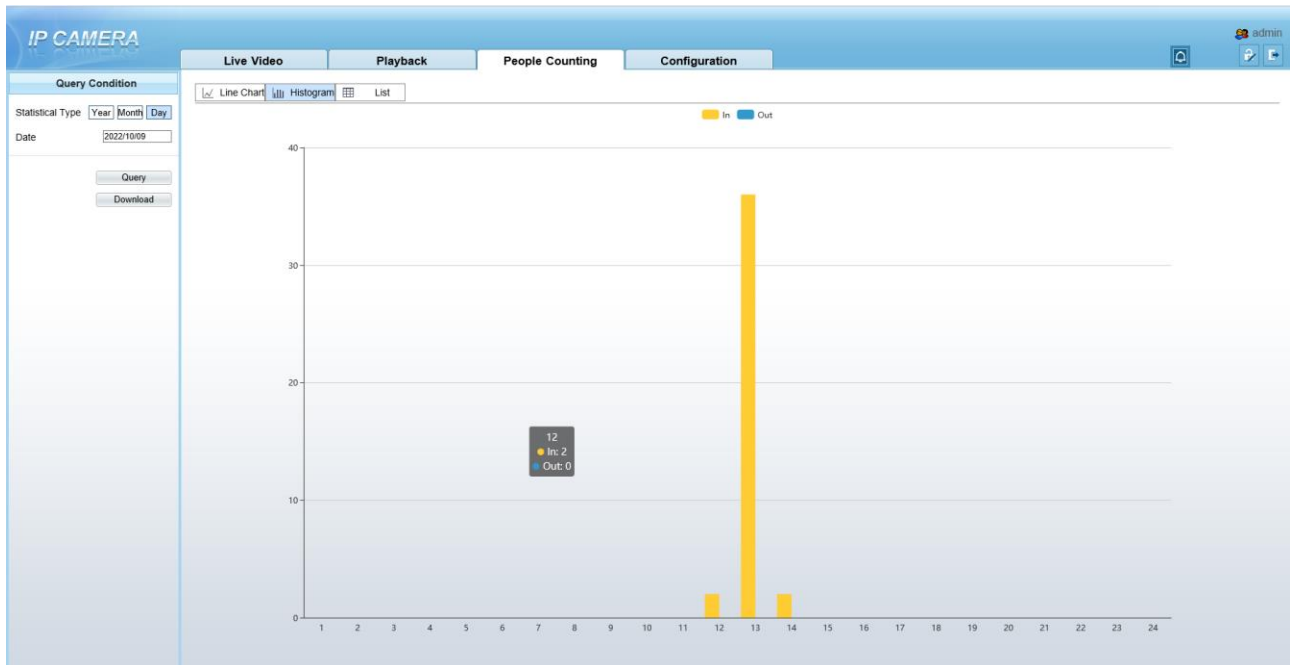 IP CAMERA
admin
Live Video Playback People Counting Configuration
Query Condition
Statistical Type Year Month Day
Date 2022/10/09
Query
Download
Line Chart Histogram List
In Out
40
30
20
10
0
12
In: 2
Out: 0
1 2 3 4 5 6 7 8 9 10 11 12 13 14 15 16 17 18 19 20 21 22 23 24